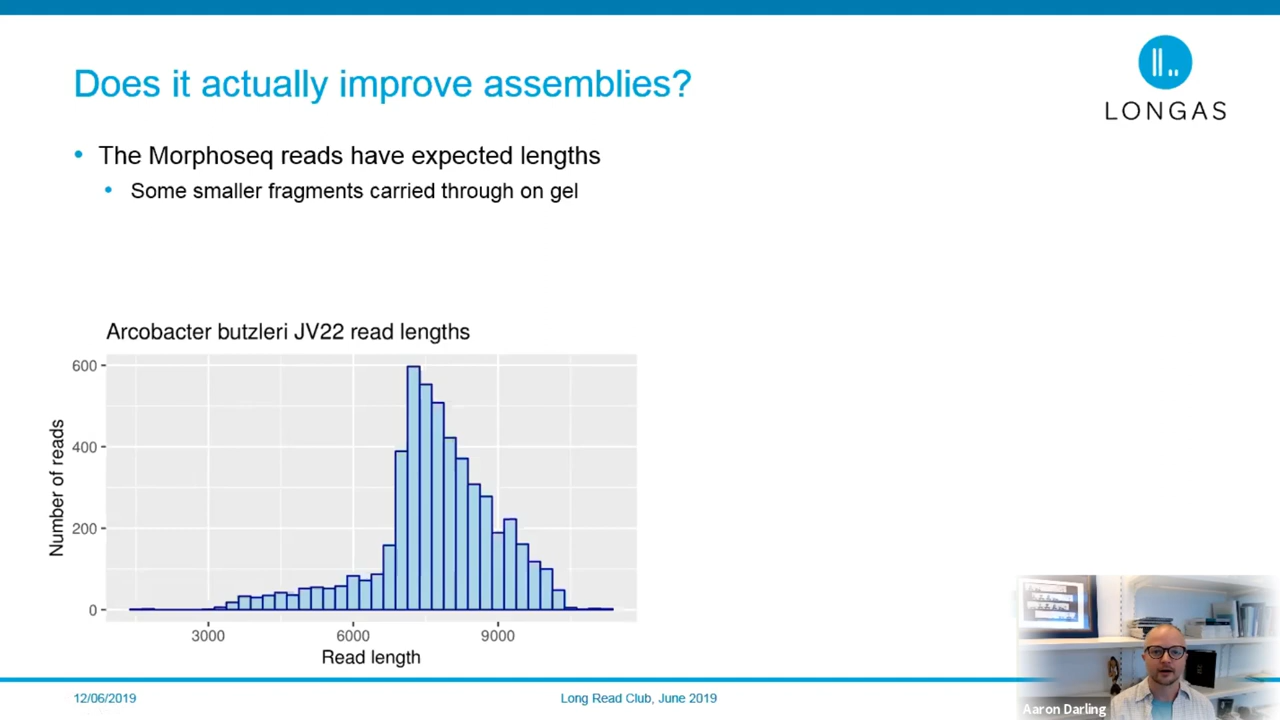 Does it actually improve assemblies?
LONGAS
• The Morphoseq reads have expected lengths
• Some smaller fragments carried through on gel
Arcobacter butzleri JV22 read lengths
Number of reads
600
400
200
0
3000 6000 9000
Read length
12/06/2019
Long Read Club, June 2019
Aaron Darling